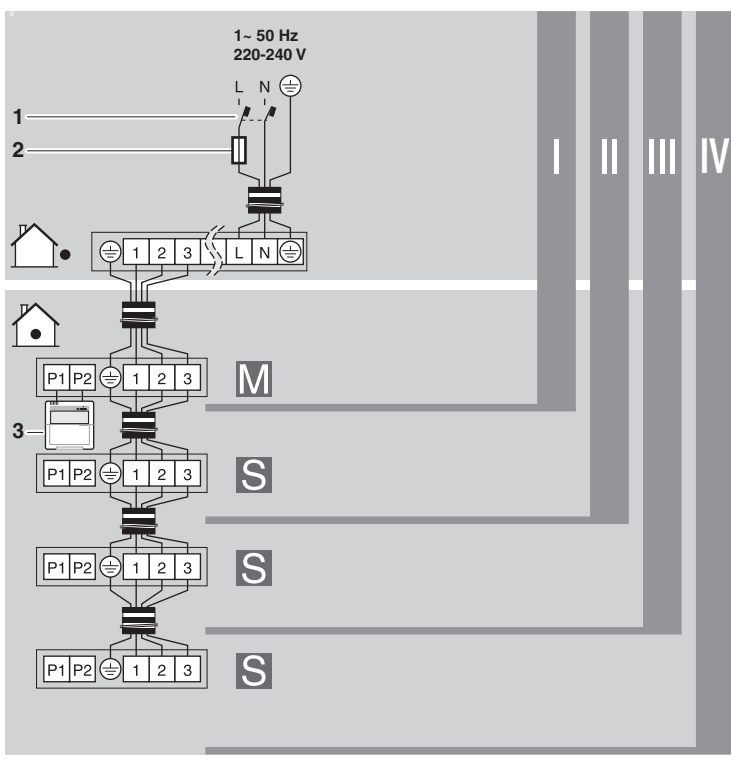 1~ 50 Hz
220-240 V
L N
1
2
I II III IV
1 2 3 L N
P1 P2 1 2 3 M
3
P1 P2 1 2 3 S
P1 P2 1 2 3 S
P1 P2 1 2 3 S